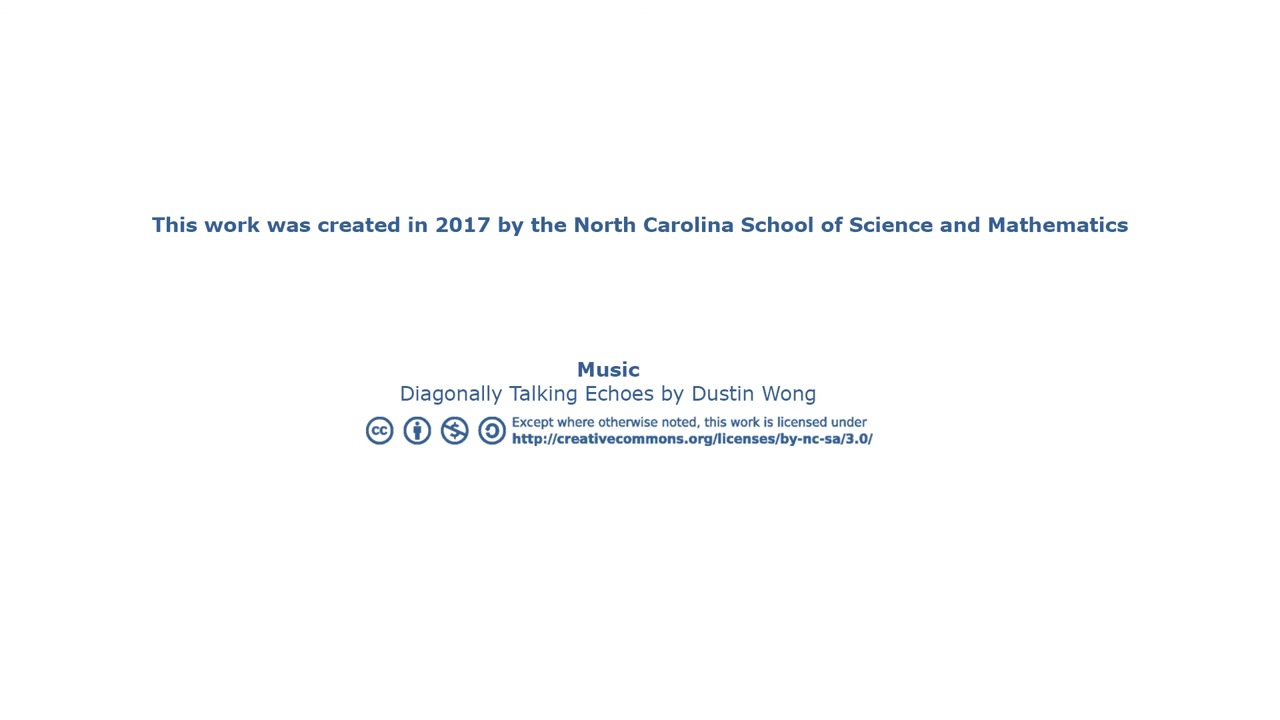 This work was created in 2017 by the North Carolina School of Science and Mathematics
Music
Diagonally Talking Echoes by Dustin Wong
cc
Except where otherwise noted, this work is licensed under
http://creativecommons.org/licenses/by-nc-sa/3.0/